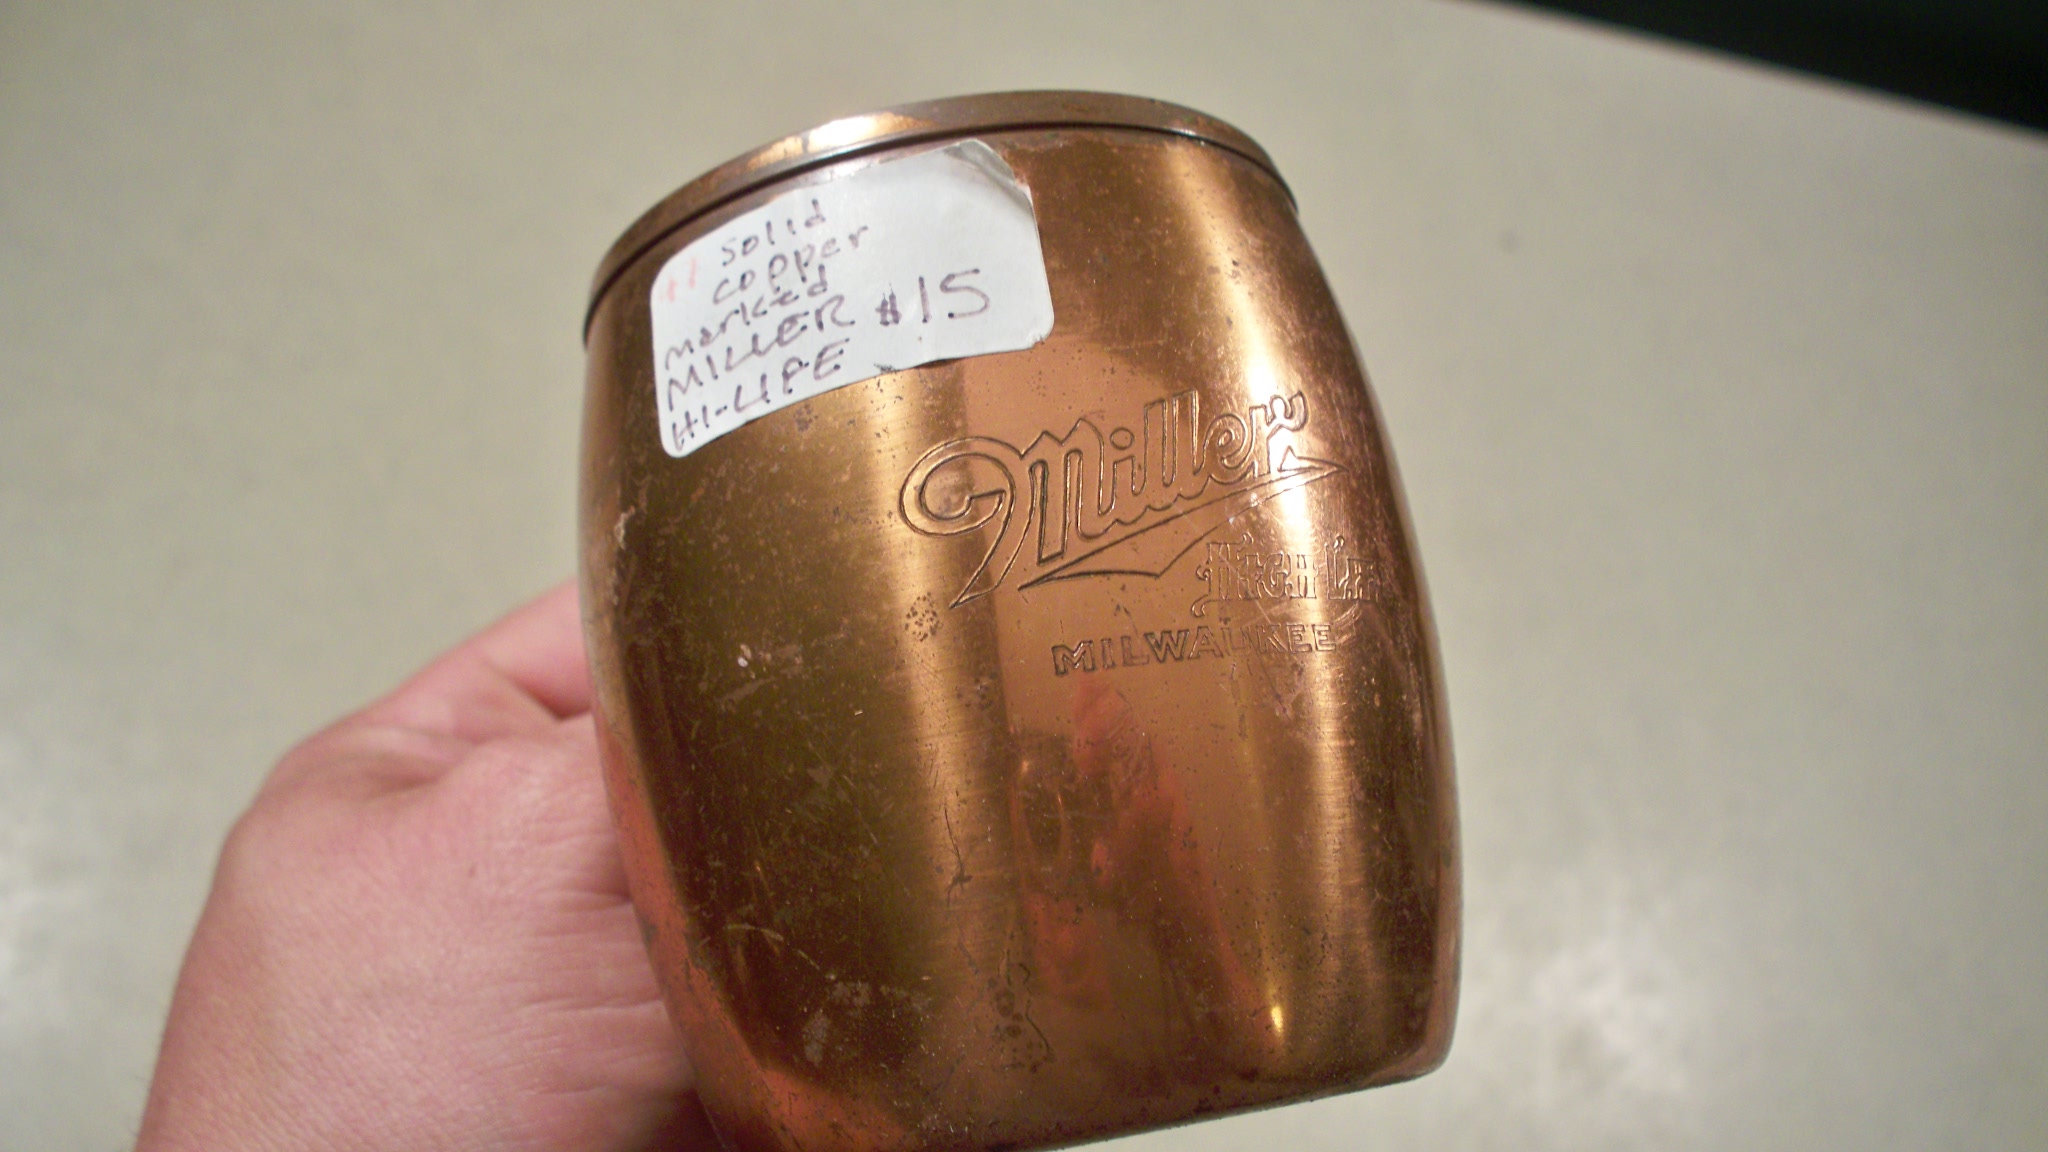 solid
copper
marked
MILLER $15
HI-LIFE
Miller
HIGH LIFE
MILWAUKEE